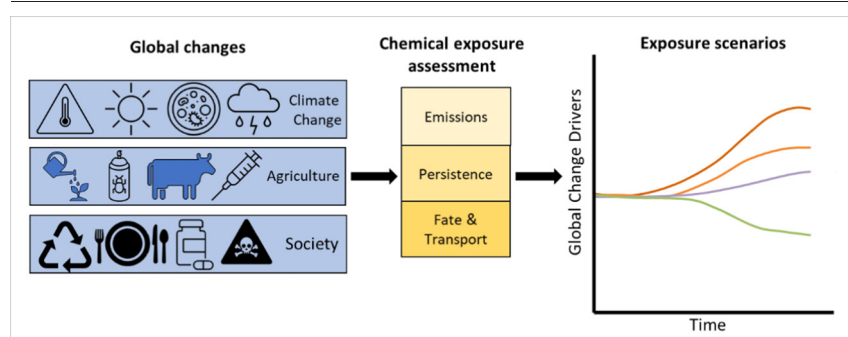 Global changes
Climate
Change
Agriculture
Society
Chemical exposure
assessment
Emissions
Persistence
Fate &
Transport
Exposure scenarios
Global Change Drivers
Time